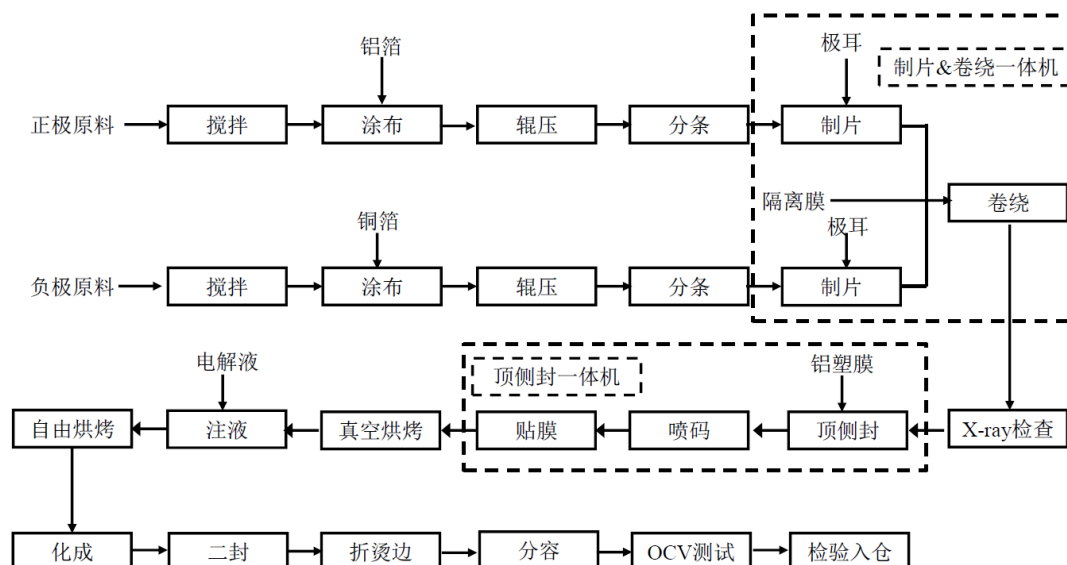 铝箔
极耳
制片&卷绕一体机
正极原料
搅拌
涂布
辊压
分条
制片
隔离膜
卷绕
铜箔
极耳
负极原料
搅拌
涂布
辊压
分条
制片
电解液
顶侧封一体机
铝塑膜
自由烘烤
注液
真空烘烤
贴膜
喷码
顶侧封
X-ray检查
化成
二封
折烫边
分容
OCV测试
检验入仓